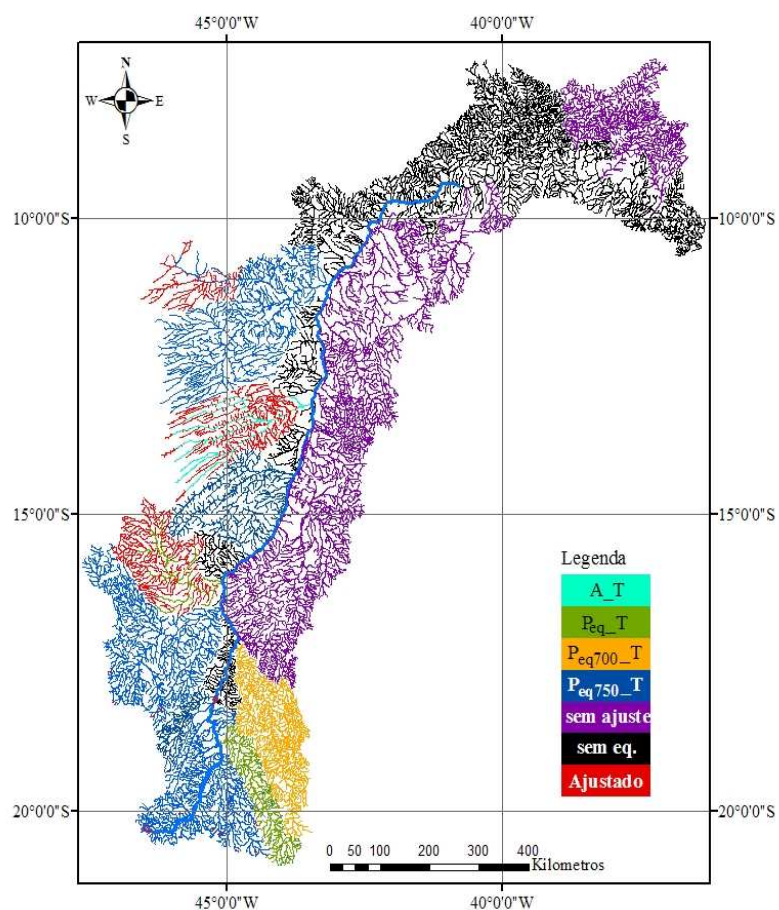 45°0'0"W 40°0'0"W
N
W E
S
10°0'0"S 10°0'0"S
15°0'0"S 15°0'0"S
Legenda
A_T
Peq_T
Peq700_T
Peq750_T
sem ajuste
sem eq.
Ajustado
20°0'0"S 20°0'0"S
0 50 100 200 300 400
Kilometros
45°0'0"W 40°0'0"W